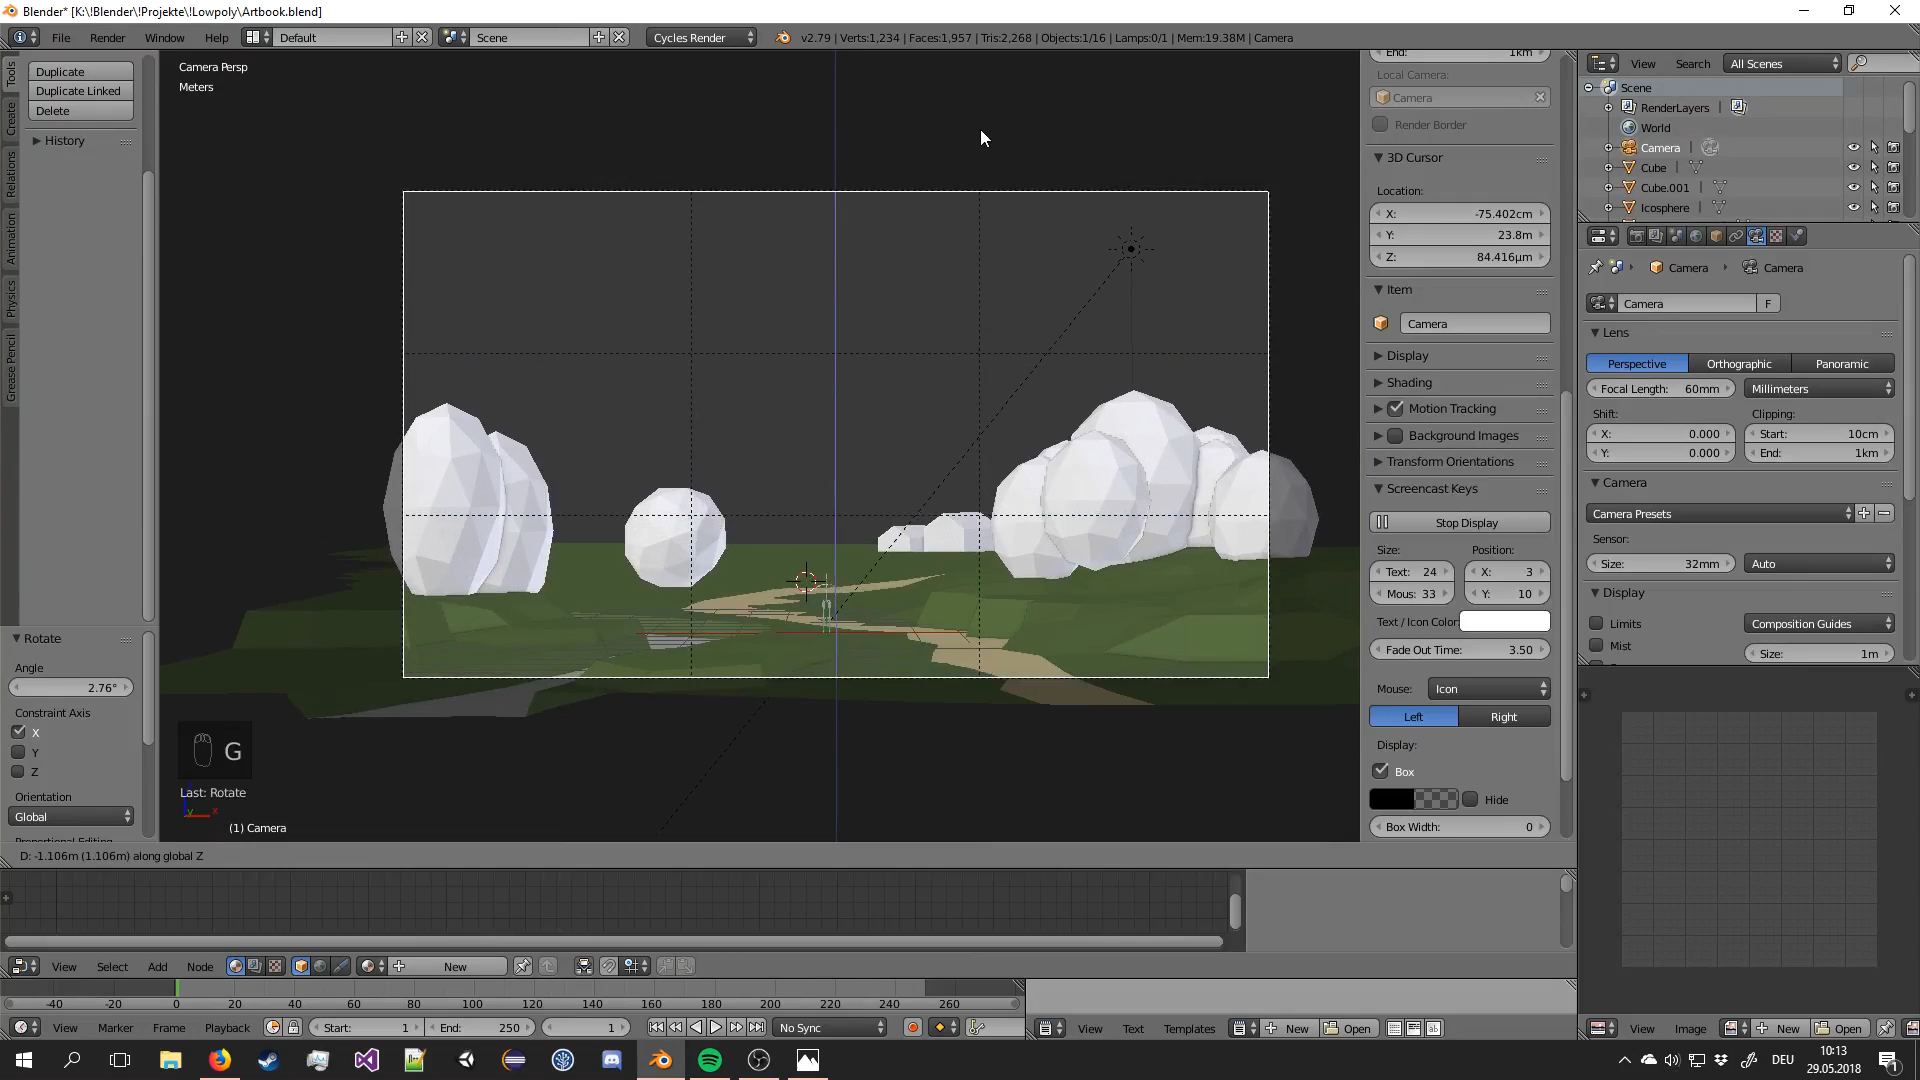 Blender* [K:\!Blender\!Projekte\!Lowpoly\Artbook.blend]
File Render Window Help Default Scene Cycles Render v2.79 | Verts:1,234 | Faces:1,957 | Tris:2,268 | Objects:1/16 | Lamps:0/1 | Mem:19.38M | Camera
Tools
Create
Relations
Animation
Physics
Grease Pencil
Duplicate
Duplicate Linked
Delete
History
Rotate
Angle
2.76°
Constraint Axis
X
Y
Z
Orientation
Global
Camera Persp
Meters
G
Last: Rotate
(1) Camera
D: -1.106m (1.106m) along global Z
End: 1km
Local Camera:
Camera
Render Border
3D Cursor
Location:
X: -75.402cm
Y: 23.8m
Z: 84.416µm
Item
Camera
Display
Shading
Motion Tracking
Background Images
Transform Orientations
Screencast Keys
Stop Display
Size: Position:
Text: 24 X: 3
Mous: 33 Y: 10
Text / Icon Color:
Fade Out Time: 3.50
Mouse: Icon
Left Right
Display:
Box
Hide
Box Width: 0
View Search All Scenes
Scene
RenderLayers
World
Camera
Cube
Cube.001
Icosphere
Camera Camera
Camera F
Lens
Perspective Orthographic Panoramic
Focal Length: 60mm Millimeters
Shift: Clipping:
X: 0.000 Start: 10cm
Y: 0.000 End: 1km
Camera
Camera Presets
Sensor:
Size: 32mm Auto
Display
Limits Composition Guides
Mist Size: 1m
View Select Add Node New
-40 -20 0 20 40 60 80 100 120 140 160 180 200 220 240 260
View Marker Frame Playback Start: 1 End: 250 1 No Sync
View Text Templates New Open
View Image New Open
DEU
10:13
29.05.2018
1